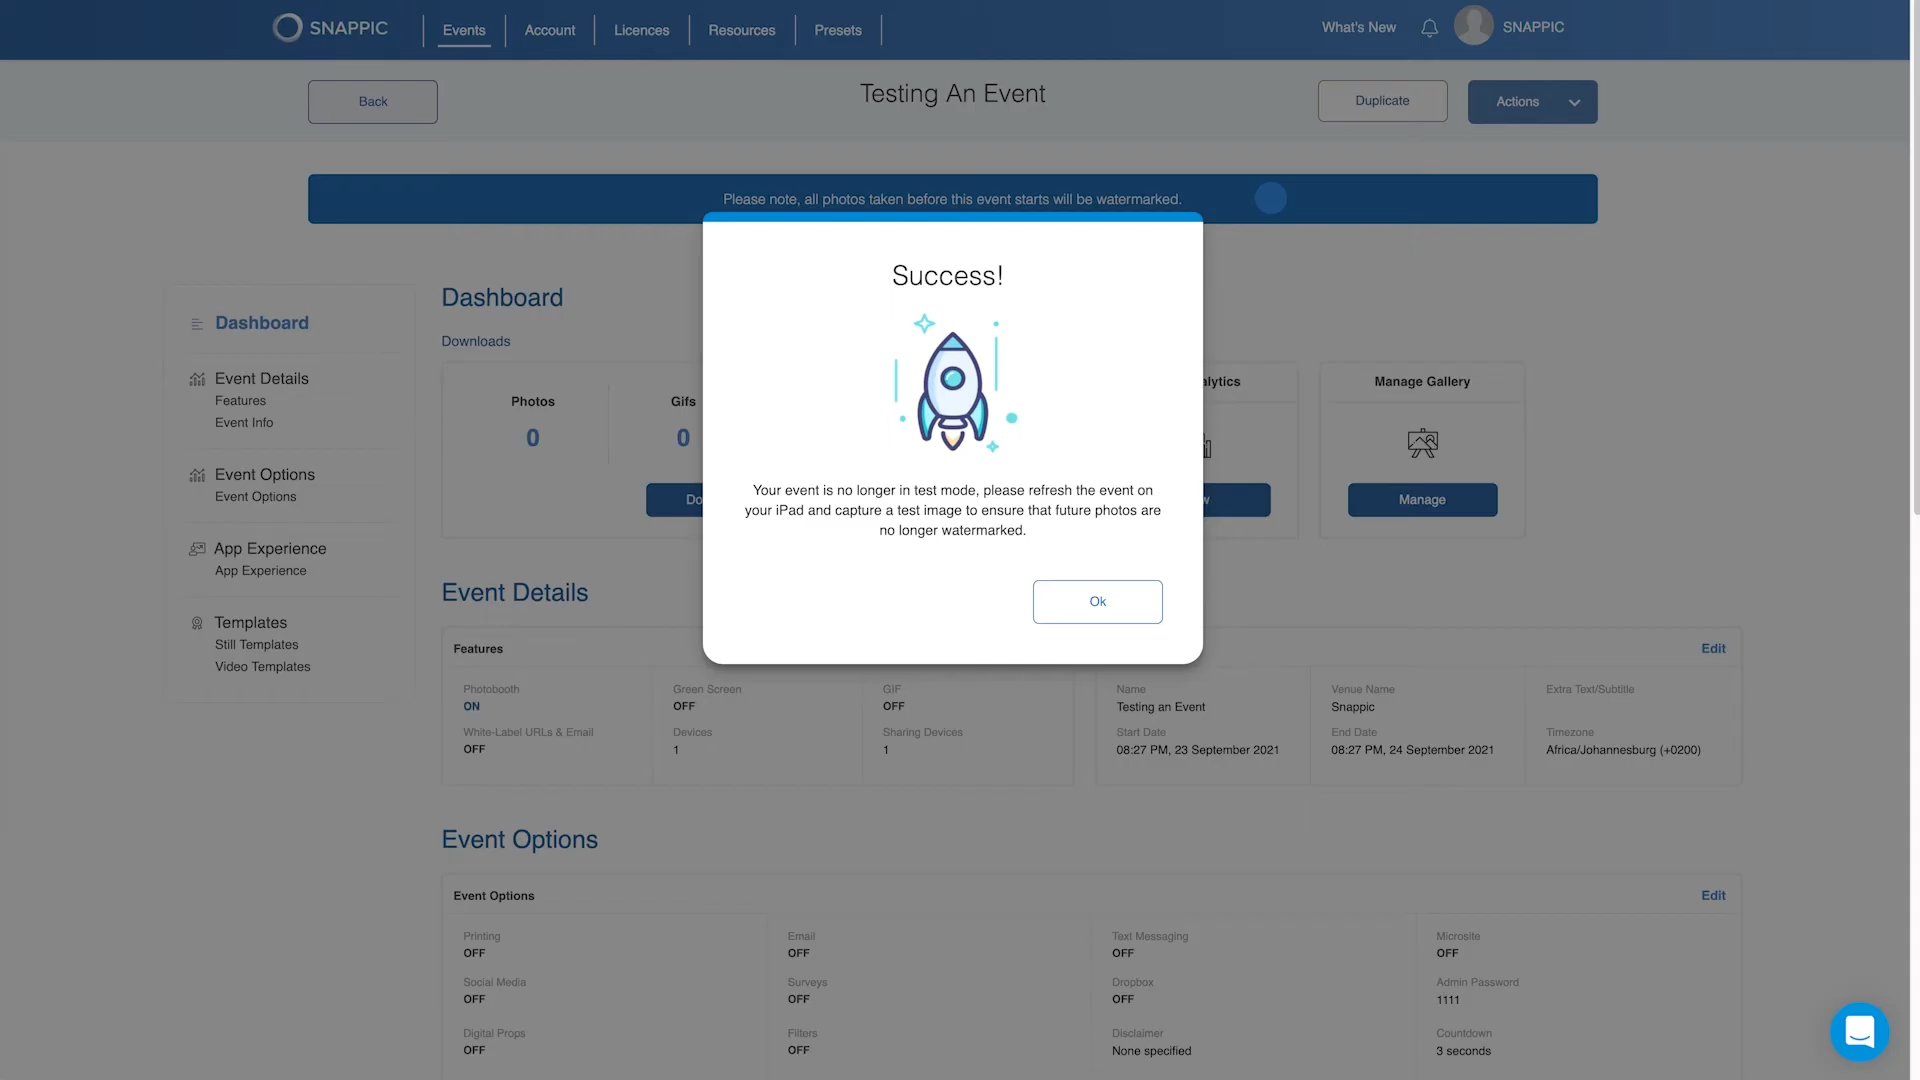 SNAPPIC
Events
Account
Licences
Resources
Presets
What's New
SNAPPIC
Back
Testing An Event
Duplicate
Actions
Please note, all photos taken before this event starts will be watermarked.
Success!
Your event is no longer in test mode, please refresh the event on
your iPad and capture a test image to ensure that future photos are
no longer watermarked.
Ok
Dashboard
Event Details
Features
Event Info
Event Options
Event Options
App Experience
App Experience
Templates
Still Templates
Video Templates
Dashboard
Downloads
Photos
0
Gifs
0
Do
alytics
w
Manage Gallery
Manage
Event Details
Features
Edit
Photobooth
ON
Green Screen
OFF
GIF
OFF
White-Label URLs & Email
OFF
Devices
1
Sharing Devices
1
Name
Testing an Event
Venue Name
Snappic
Extra Text/Subtitle
Start Date
08:27 PM, 23 September 2021
End Date
08:27 PM, 24 September 2021
Timezone
Africa/Johannesburg (+0200)
Event Options
Event Options
Edit
Printing
OFF
Email
OFF
Text Messaging
OFF
Microsite
OFF
Social Media
OFF
Surveys
OFF
Dropbox
OFF
Admin Password
1111
Digital Props
OFF
Filters
OFF
Disclaimer
None specified
Countdown
3 seconds